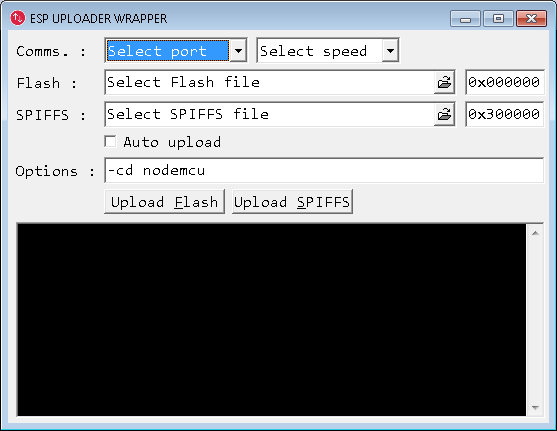 ESP UPLOADER WRAPPER
Comms. : Select port Select speed
Flash : Select Flash file 0x000000
SPIFFS : Select SPIFFS file 0x300000
Auto upload
Options : -cd nodemcu
Upload Flash Upload SPIFFS